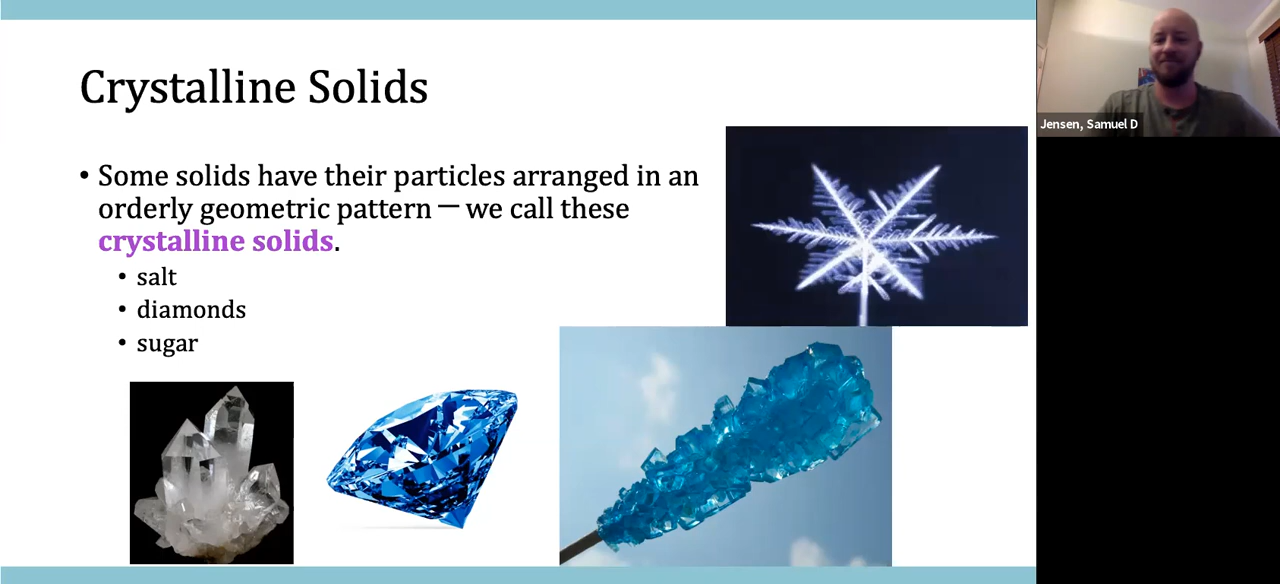 Crystalline Solids
• Some solids have their particles arranged in an
orderly geometric pattern — we call these
crystalline solids.
• salt
• diamonds
• sugar
Jensen, Samuel D